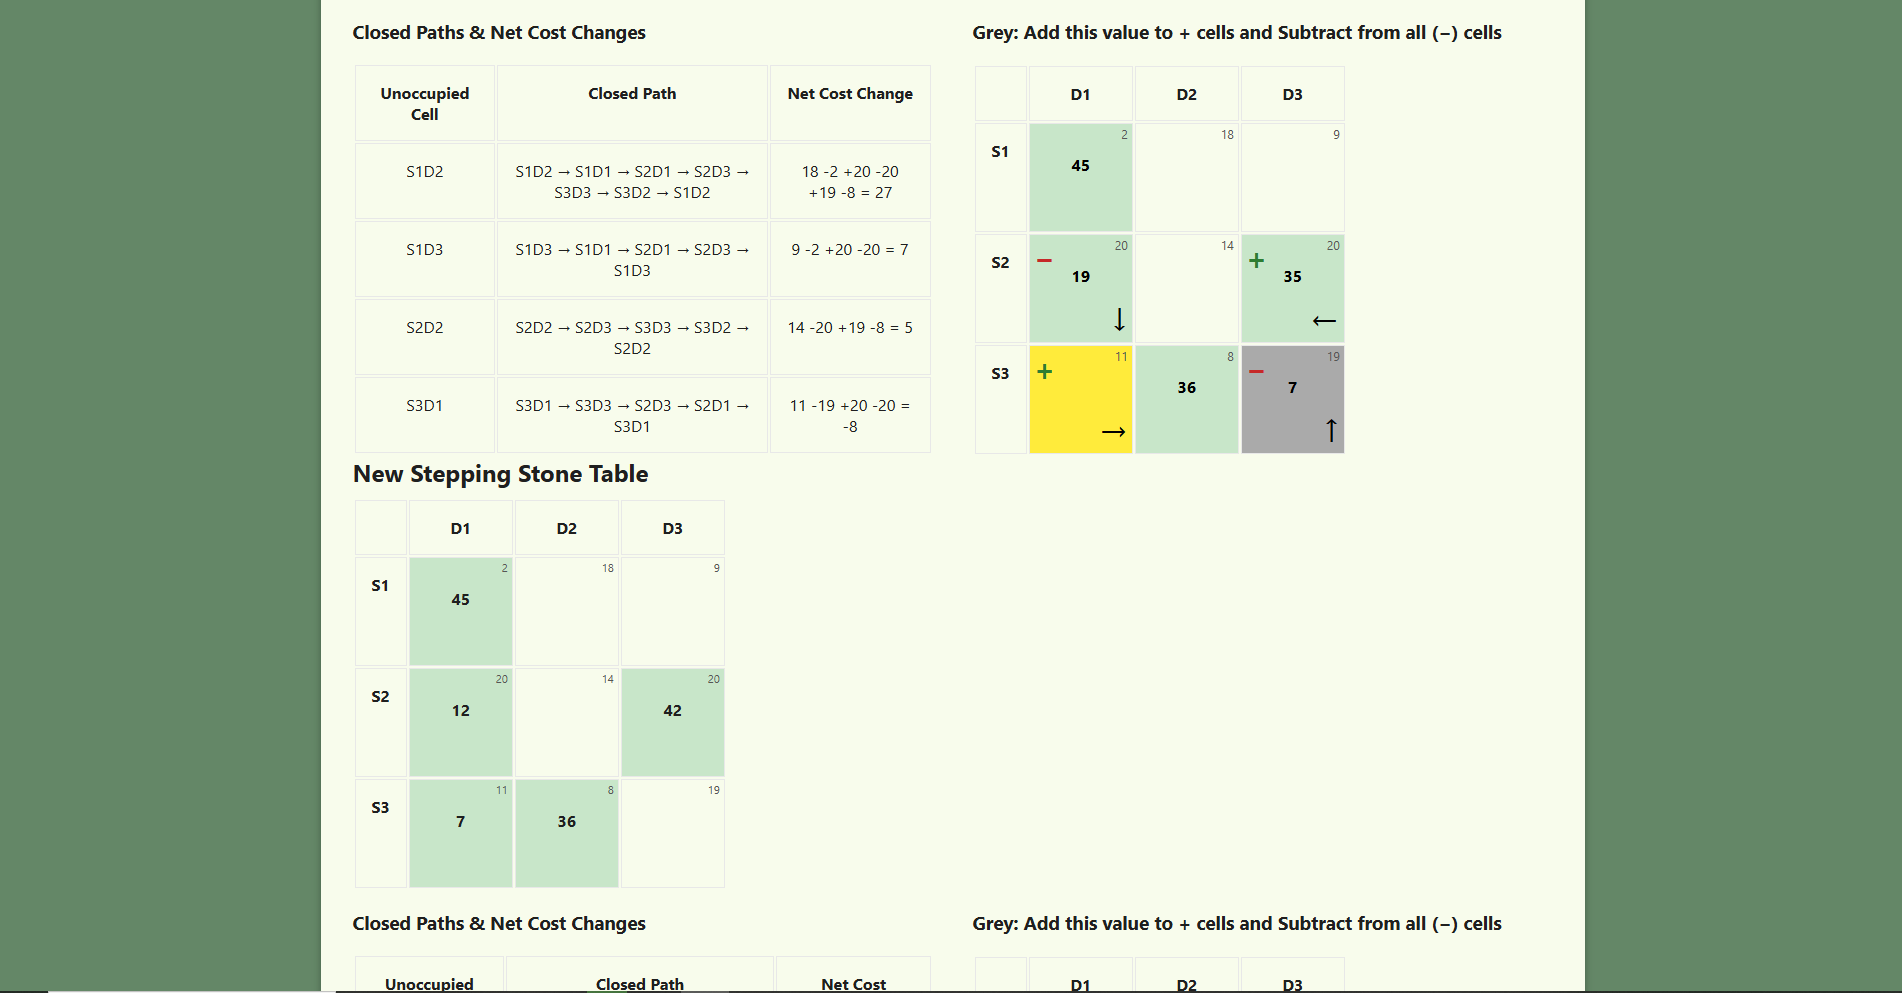 Closed Paths & Net Cost Changes
Unoccupied
Cell
Closed Path
Net Cost Change
S1D2
S1D2 → S1D1 → S2D1 → S2D3 →
S3D3 → S3D2 → S1D2
18 -2 +20 -20
+19 -8 = 27
S1D3
S1D3 → S1D1 → S2D1 → S2D3 →
S1D3
9 -2 +20 -20 = 7
S2D2
S2D2 → S2D3 → S3D3 → S3D2 →
S2D2
14 -20 +19 -8 = 5
S3D1
S3D1 → S3D3 → S2D3 → S2D1 →
S3D1
11 -19 +20 -20 =
-8
Grey: Add this value to + cells and Subtract from all (−) cells
D1 D2 D3
2 18 9
S1 45
20 14 20
S2 − 19 + 35
↓ ←
11 8 19
S3 + 36 − 7
→ ↑
New Stepping Stone Table
D1 D2 D3
2 18 9
S1 45
20 14 20
S2 12 42
11 8 19
S3 7 36
Closed Paths & Net Cost Changes
Unoccupied Closed Path Net Cost
Grey: Add this value to + cells and Subtract from all (−) cells
D1 D2 D3